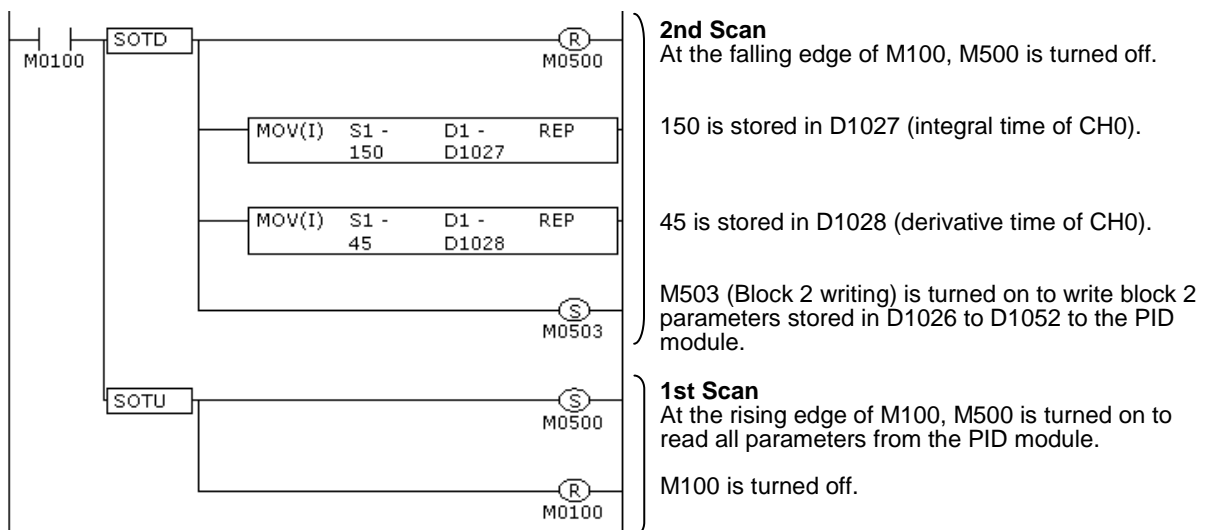 SOTD
R
M0100
M0500
2nd Scan
At the falling edge of M100, M500 is turned off.
MOV(I) S1 - D1 - REP
150 D1027
150 is stored in D1027 (integral time of CH0).
MOV(I) S1 - D1 - REP
45 D1028
45 is stored in D1028 (derivative time of CH0).
S
M0503
M503 (Block 2 writing) is turned on to write block 2
parameters stored in D1026 to D1052 to the PID
module.
SOTU
S
M0500
1st Scan
At the rising edge of M100, M500 is turned on to
read all parameters from the PID module.
R
M0100
M100 is turned off.